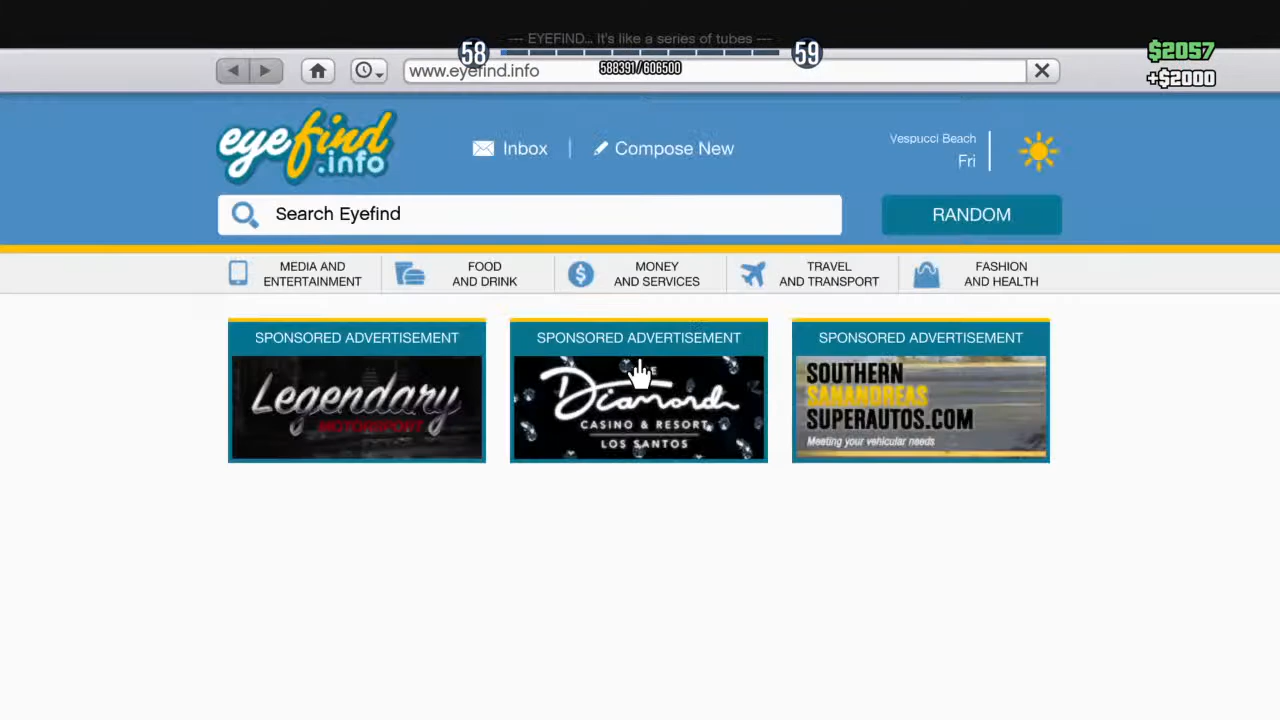 --- EYEFIND... It's like a series of tubes ---
58
59
588391/606500
$2057
+$2000
www.eyefind.info
eyefind
.info
Inbox
Compose New
Vespucci Beach
Fri
Search Eyefind
RANDOM
MEDIA AND
ENTERTAINMENT
FOOD
AND DRINK
MONEY
AND SERVICES
TRAVEL
AND TRANSPORT
FASHION
AND HEALTH
SPONSORED ADVERTISEMENT
Legendary
MOTORSPORT
SPONSORED ADVERTISEMENT
THE
Diamond
CASINO & RESORT
LOS SANTOS
SPONSORED ADVERTISEMENT
SOUTHERN
SANANDREAS
SUPERAUTOS.COM
Meeting your vehicular needs